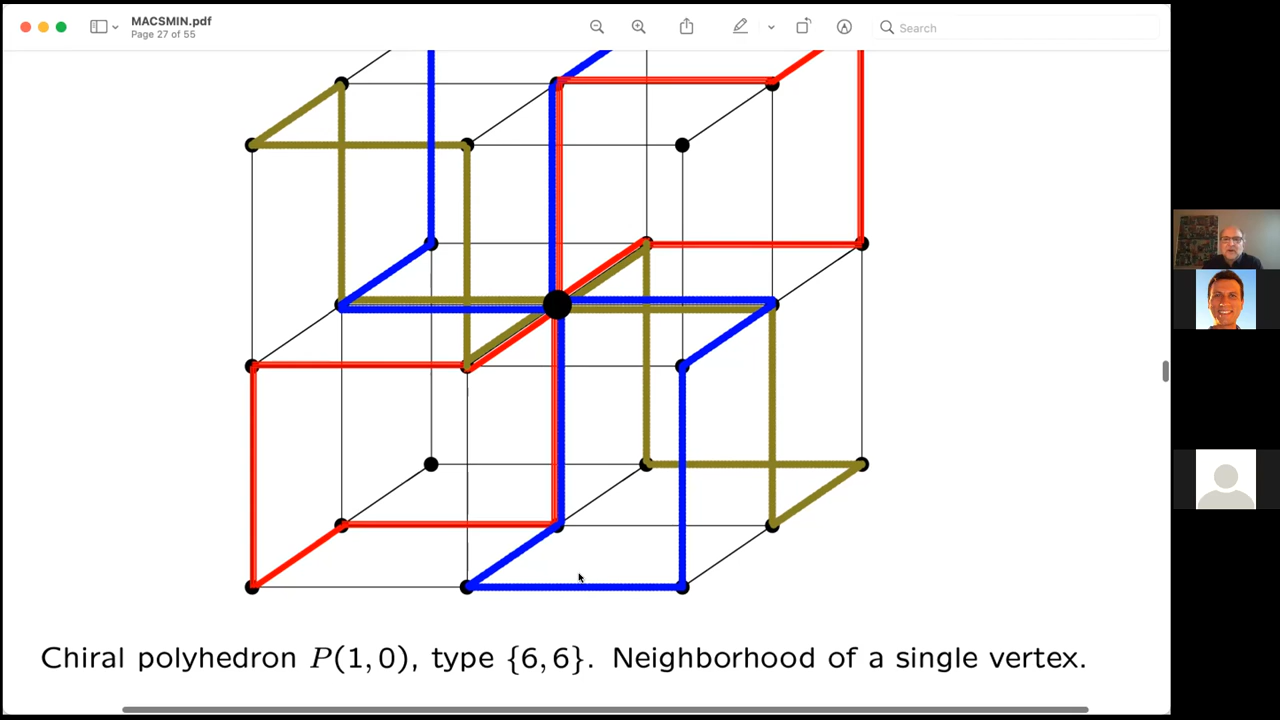 MACSMIN.pdf
Page 27 of 55
Search
Chiral polyhedron P(1, 0), type {6, 6}. Neighborhood of a single vertex.